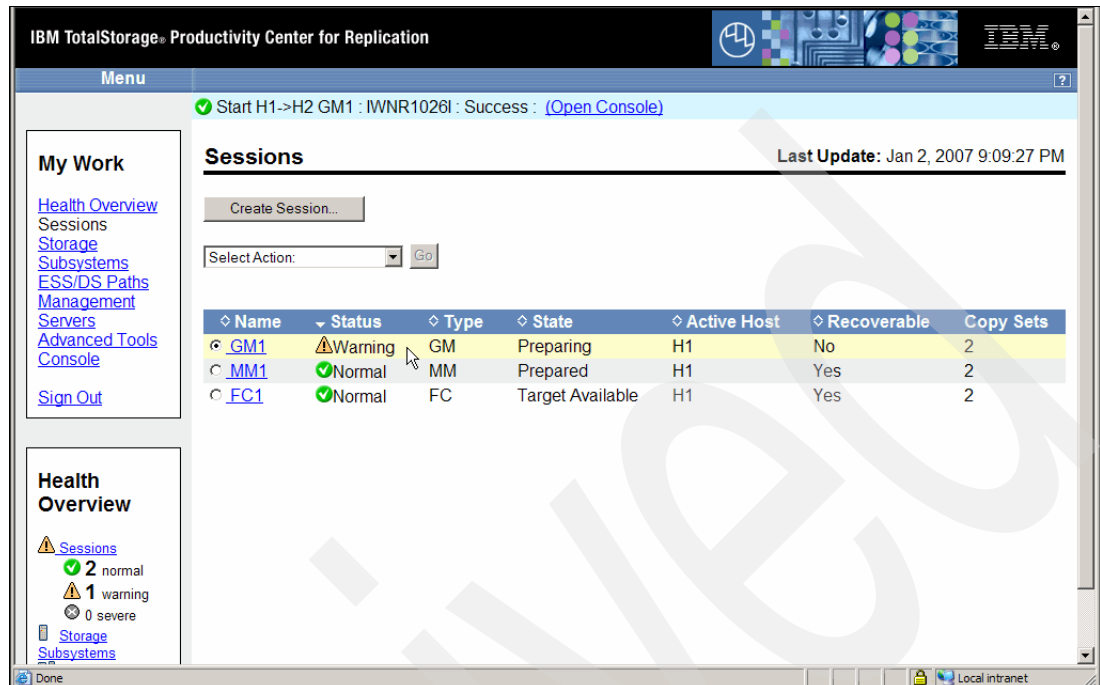 IBM TotalStorage® Productivity Center for Replication
IBM®
Menu
?
Start H1->H2 GM1 : IWNR1026I : Success : (Open Console)
My Work
Health Overview
Sessions
Storage
Subsystems
ESS/DS Paths
Management
Servers
Advanced Tools
Console
Sign Out
Sessions
Last Update: Jan 2, 2007 9:09:27 PM
Create Session...
Select Action: Go
Name Status Type State Active Host Recoverable Copy Sets
GM1 Warning GM Preparing H1 No 2
MM1 Normal MM Prepared H1 Yes 2
FC1 Normal FC Target Available H1 Yes 2
Health
Overview
Sessions
2 normal
1 warning
0 severe
Storage
Subsystems
Done
Local intranet